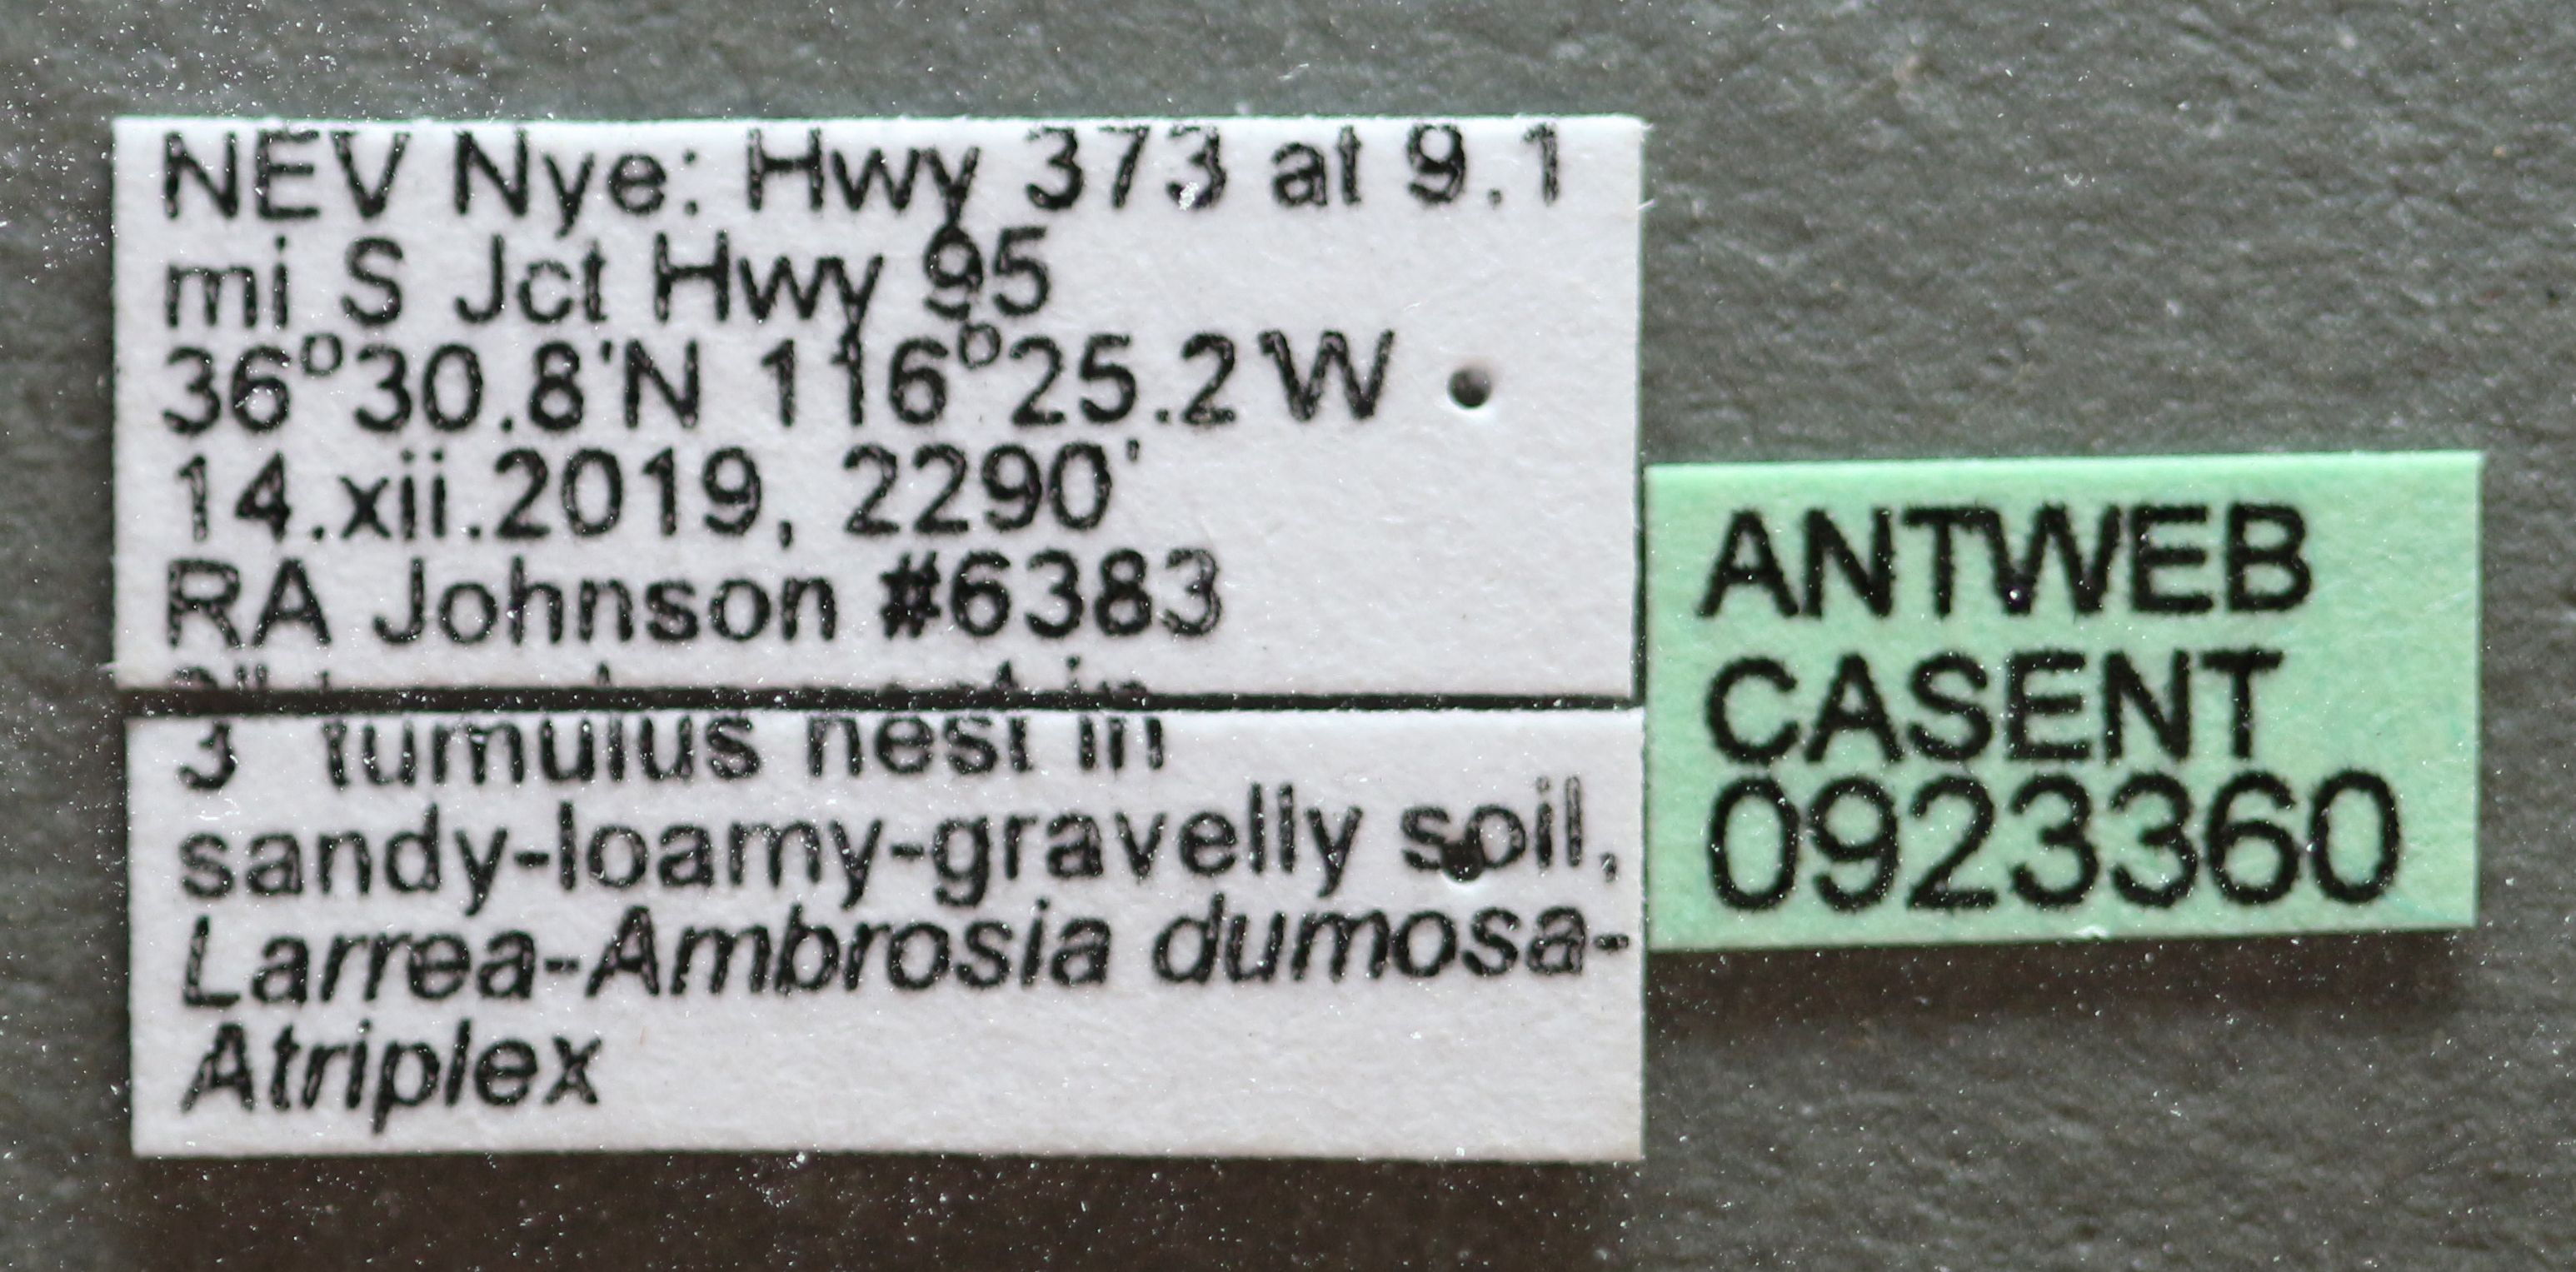 NEV Nye: Hwy 373 at 9.1
mi S Jct Hwy 95
36°30.8'N 116°25.2 W
14.xii.2019, 2290'
RA Johnson #6383
3" tumulus nest in
sandy-loamy-gravelly soil,
Larrea-Ambrosia dumosa-
Atriplex
ANTWEB
CASENT
0923360